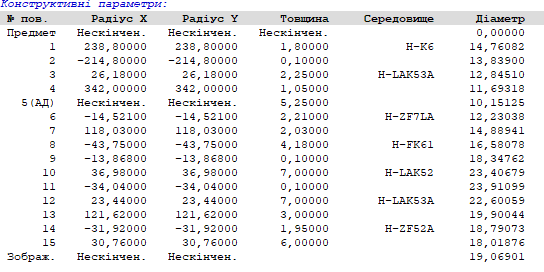 Конструктивні параметри:
№ пов. Радіус X Радіус Y Товщина Середовище Діаметр
Предмет Нескінчен. Нескінчен. Нескінчен. 0,00000
1 238,80000 238,80000 1,80000 H-K6 14,76082
2 -214,80000 -214,80000 0,10000 13,83900
3 26,18000 26,18000 2,25000 H-LAK53A 12,84510
4 342,00000 342,00000 1,05000 11,69318
5(АД) Нескінчен. Нескінчен. 5,25000 10,15125
6 -14,52100 -14,52100 2,21000 H-ZF7LA 12,23038
7 118,03000 118,03000 2,03000 14,88941
8 -43,75000 -43,75000 4,18000 H-FK61 16,58078
9 -13,86800 -13,86800 0,10000 18,34762
10 36,98000 36,98000 7,00000 H-LAK52 23,40679
11 -34,04000 -34,04000 0,10000 23,91099
12 23,44000 23,44000 7,00000 H-LAK53A 22,60059
13 121,62000 121,62000 3,00000 19,90044
14 -31,92000 -31,92000 1,95000 H-ZF52A 18,79073
15 30,76000 30,76000 6,00000 18,01876
Зображ. Нескінчен. Нескінчен. 19,06901